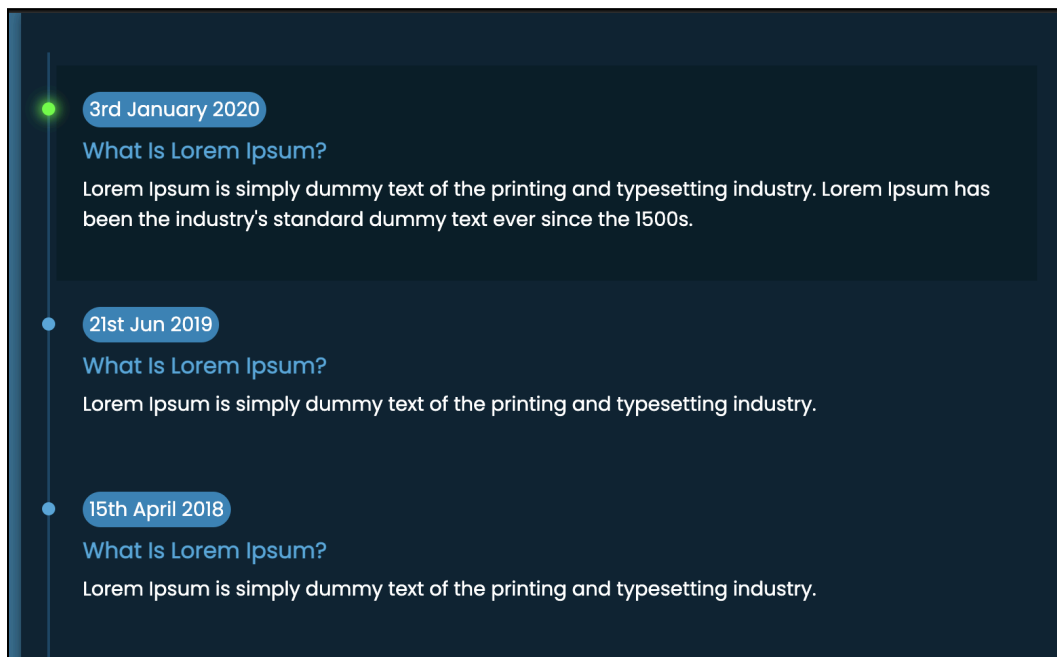 3rd January 2020
What Is Lorem Ipsum?
Lorem Ipsum is simply dummy text of the printing and typesetting industry. Lorem Ipsum has
been the industry's standard dummy text ever since the 1500s.
21st Jun 2019
What Is Lorem Ipsum?
Lorem Ipsum is simply dummy text of the printing and typesetting industry.
15th April 2018
What Is Lorem Ipsum?
Lorem Ipsum is simply dummy text of the printing and typesetting industry.